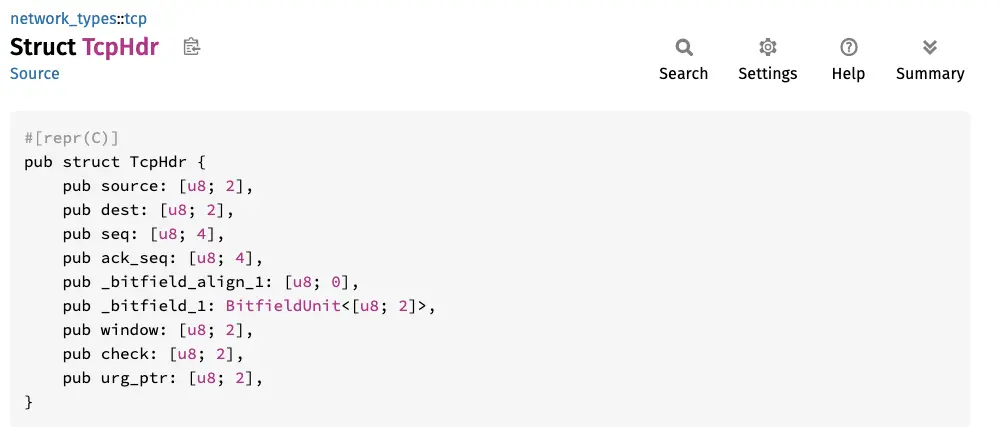 network_types::tcp
Struct TcpHdr
Source
Search
Settings
Help
Summary
#[repr(C)]
pub struct TcpHdr {
    pub source: [u8; 2],
    pub dest: [u8; 2],
    pub seq: [u8; 4],
    pub ack_seq: [u8; 4],
    pub _bitfield_align_1: [u8; 0],
    pub _bitfield_1: BitfieldUnit<[u8; 2]>,
    pub window: [u8; 2],
    pub check: [u8; 2],
    pub urg_ptr: [u8; 2],
}